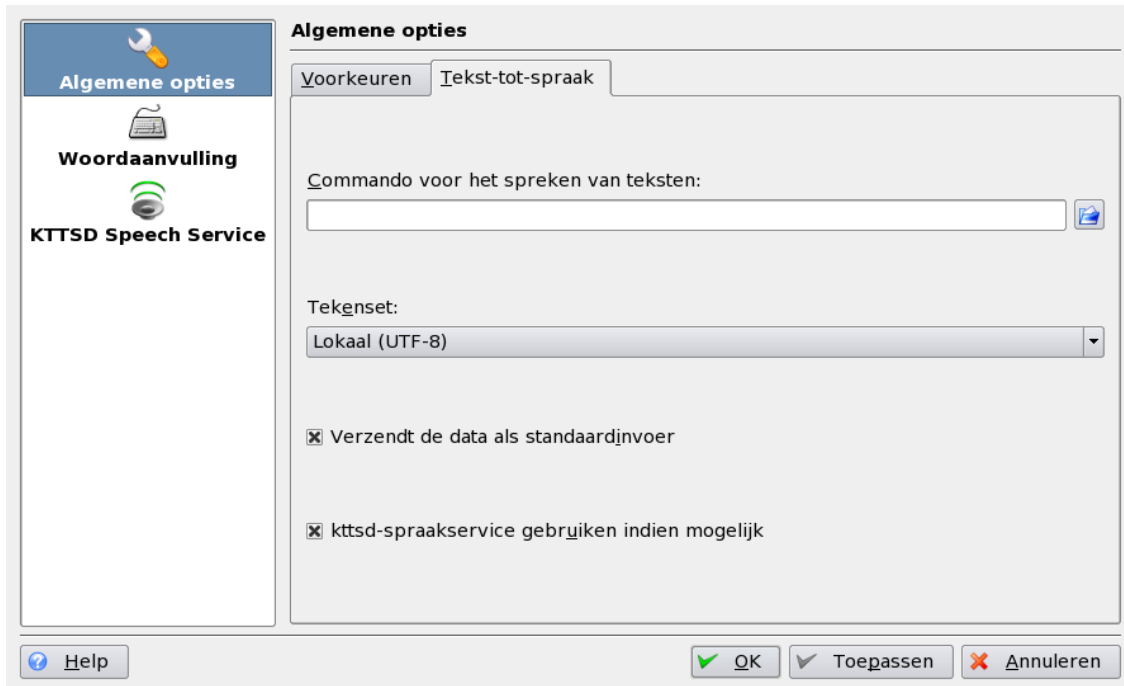 Algemene opties
Woordaanvulling
KTTSD Speech Service
Algemene opties
Voorkeuren
Tekst-tot-spraak
Commando voor het spreken van teksten:
Tekenset:
Lokaal (UTF-8)
Verzendt de data als standaardinvoer
kttsd-spraakservice gebruiken indien mogelijk
Help
OK
Toepassen
Annuleren